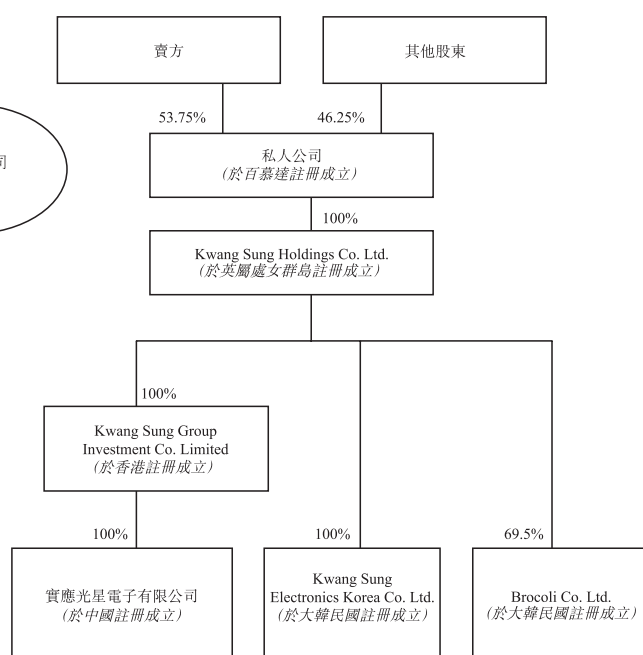 賣方
其他股東
53.75%
46.25%
司
私人公司
(於百慕達註冊成立)
100%
Kwang Sung Holdings Co. Ltd.
(於英屬處女群島註冊成立)
100%
Kwang Sung Group
Investment Co. Limited
(於香港註冊成立)
100%
100%
69.5%
寶應光星電子有限公司
(於中國註冊成立)
Kwang Sung
Electronics Korea Co. Ltd.
(於大韓民國註冊成立)
Brocoli Co. Ltd.
(於大韓民國註冊成立)